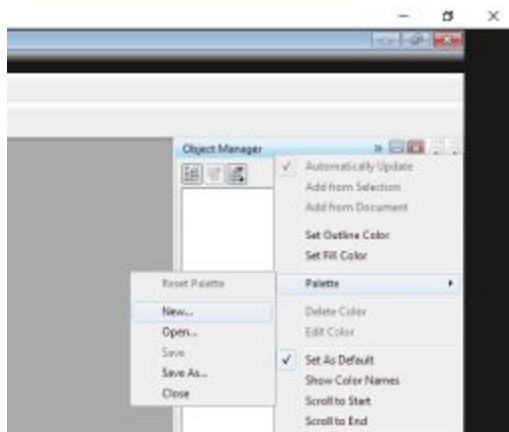 Object Manager
Automatically Update
Add from Selection
Add from Document
Set Outline Color
Set Fill Color
Palette
Reset Palette
New...
Open...
Save
Save As...
Close
Delete Color
Edit Color
Set As Default
Show Color Names
Scroll to Start
Scroll to End